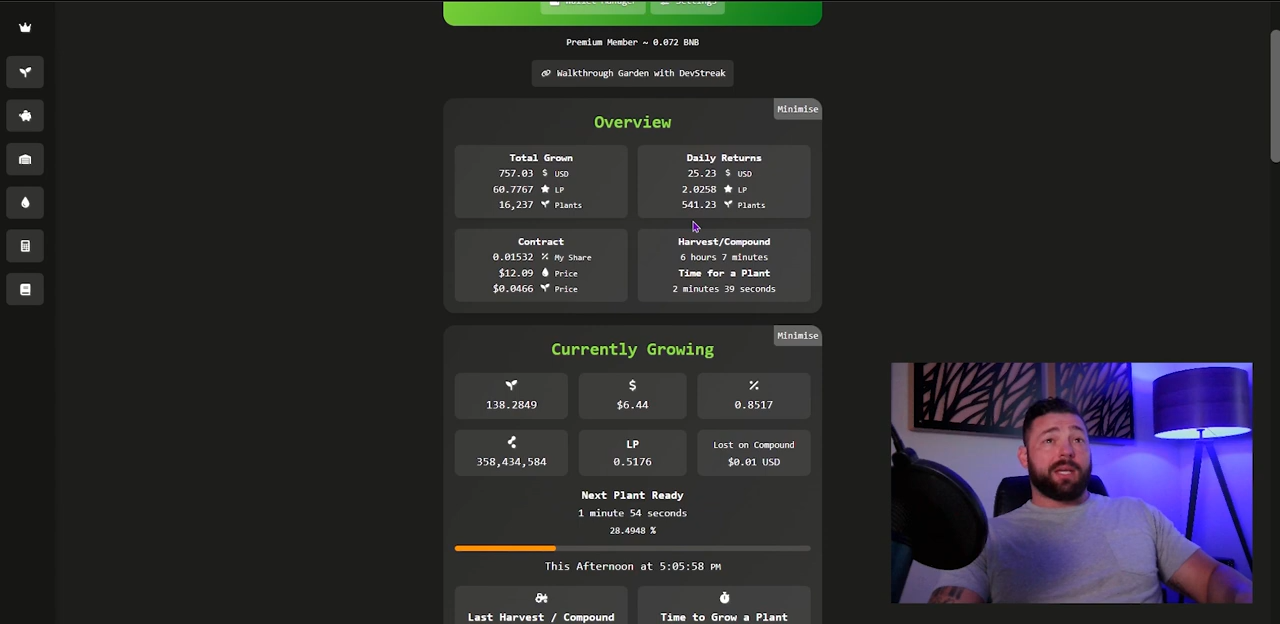 Wallet Manager
Settings
Premium Member ~ 0.072 BNB
Walkthrough Garden with DevStreak
Minimise
Overview
Total Grown
757.03 $ USD
60.7767 LP
16,237 Plants
Daily Returns
25.23 $ USD
2.0258 LP
541.23 Plants
Contract
0.01532 % My Share
$12.09 Price
$0.0466 Price
Harvest/Compound
6 hours 7 minutes
Time for a Plant
2 minutes 39 seconds
Minimise
Currently Growing
138.2849
$
$6.44
%
0.8517
358,434,584
LP
0.5176
Lost on Compound
$0.01 USD
Next Plant Ready
1 minute 54 seconds
28.4948 %
This Afternoon at 5:05:58 PM
Last Harvest / Compound
Time to Grow a Plant